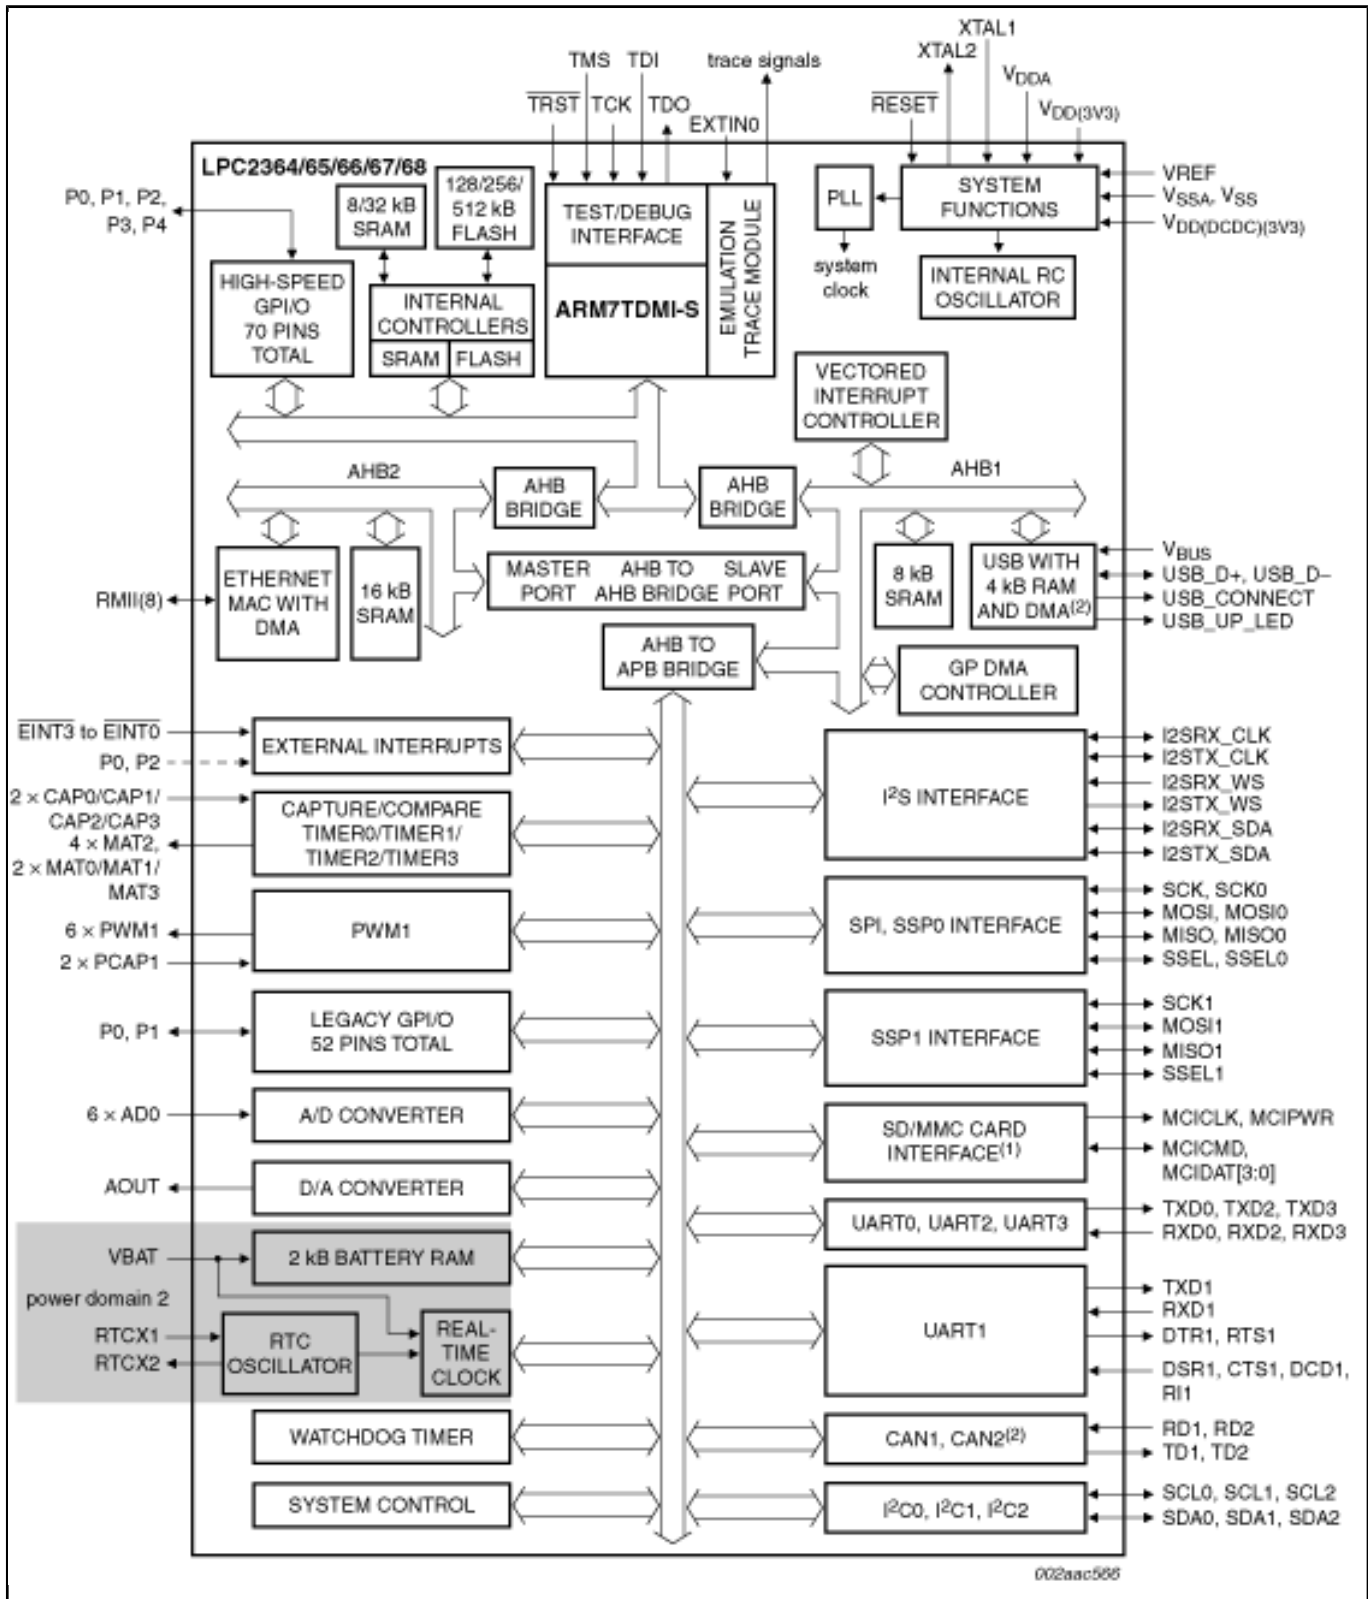 XTAL1
XTAL2
TMS TDI
trace signals
VDDA
TRST TCK
TDO
RESET
VDD(3V3)
EXTIN0
LPC2364/65/66/67/68
P0, P1, P2,
P3, P4
8/32 kB
SRAM
128/256/
512 kB
FLASH
TEST/DEBUG
INTERFACE
EMULATION
TRACE MODULE
PLL
SYSTEM
FUNCTIONS
VREF
VSSA, VSS
VDD(DCDC)(3V3)
system
clock
HIGH-SPEED
GPI/O
70 PINS
TOTAL
INTERNAL
CONTROLLERS
SRAM FLASH
ARM7TDMI-S
INTERNAL RC
OSCILLATOR
VECTORED
INTERRUPT
CONTROLLER
AHB2
AHB
BRIDGE
AHB
BRIDGE
AHB1
ETHERNET
MAC WITH
DMA
16 kB
SRAM
MASTER AHB TO SLAVE
PORT AHB BRIDGE PORT
8 kB
SRAM
USB WITH
4 kB RAM
AND DMA(2)
VBUS
USB_D+, USB_D−
USB_CONNECT
USB_UP_LED
RMII(8)
AHB TO
APB BRIDGE
GP DMA
CONTROLLER
EINT3 to EINT0
P0, P2
EXTERNAL INTERRUPTS
I2S INTERFACE
I2SRX_CLK
I2STX_CLK
I2SRX_WS
I2STX_WS
I2SRX_SDA
I2STX_SDA
2 × CAP0/CAP1/
CAP2/CAP3
4 × MAT2,
2 × MAT0/MAT1/
MAT3
CAPTURE/COMPARE
TIMER0/TIMER1/
TIMER2/TIMER3
6 × PWM1
2 × PCAP1
PWM1
SPI, SSP0 INTERFACE
SCK, SCK0
MOSI, MOSI0
MISO, MISO0
SSEL, SSEL0
P0, P1
LEGACY GPI/O
52 PINS TOTAL
SSP1 INTERFACE
SCK1
MOSI1
MISO1
SSEL1
6 × AD0
A/D CONVERTER
SD/MMC CARD
INTERFACE(1)
MCICLK, MCIPWR
MCICMD,
MCIDAT[3:0]
AOUT
D/A CONVERTER
UART0, UART2, UART3
TXD0, TXD2, TXD3
RXD0, RXD2, RXD3
VBAT
2 kB BATTERY RAM
power domain 2
RTCX1
RTCX2
RTC
OSCILLATOR
REAL-
TIME
CLOCK
UART1
TXD1
RXD1
DTR1, RTS1
DSR1, CTS1, DCD1,
RI1
WATCHDOG TIMER
CAN1, CAN2(2)
RD1, RD2
TD1, TD2
SYSTEM CONTROL
I2C0, I2C1, I2C2
SCL0, SCL1, SCL2
SDA0, SDA1, SDA2
002aac566